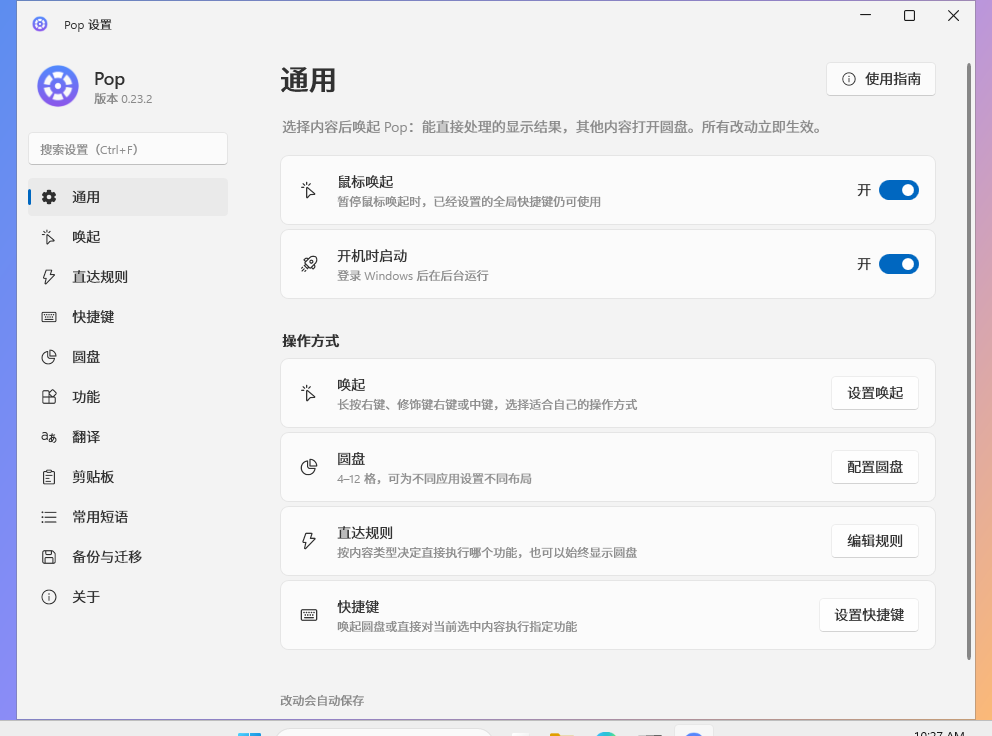 Pop 设置
Pop
版本 0.23.2
搜索设置（Ctrl+F）
通用
唤起
直达规则
快捷键
圆盘
功能
翻译
剪贴板
常用短语
备份与迁移
关于
通用
使用指南
选择内容后唤起 Pop：能直接处理的显示结果，其他内容打开圆盘。所有改动立即生效。
鼠标唤起
暂停鼠标唤起时，已经设置的全局快捷键仍可使用
开
开机时启动
登录 Windows 后在后台运行
开
操作方式
唤起
长按右键、修饰键右键或中键，选择适合自己的操作方式
设置唤起
圆盘
4–12 格，可为不同应用设置不同布局
配置圆盘
直达规则
按内容类型决定直接执行哪个功能，也可以始终显示圆盘
编辑规则
快捷键
唤起圆盘或直接对当前选中内容执行指定功能
设置快捷键
改动会自动保存
10:27 AM